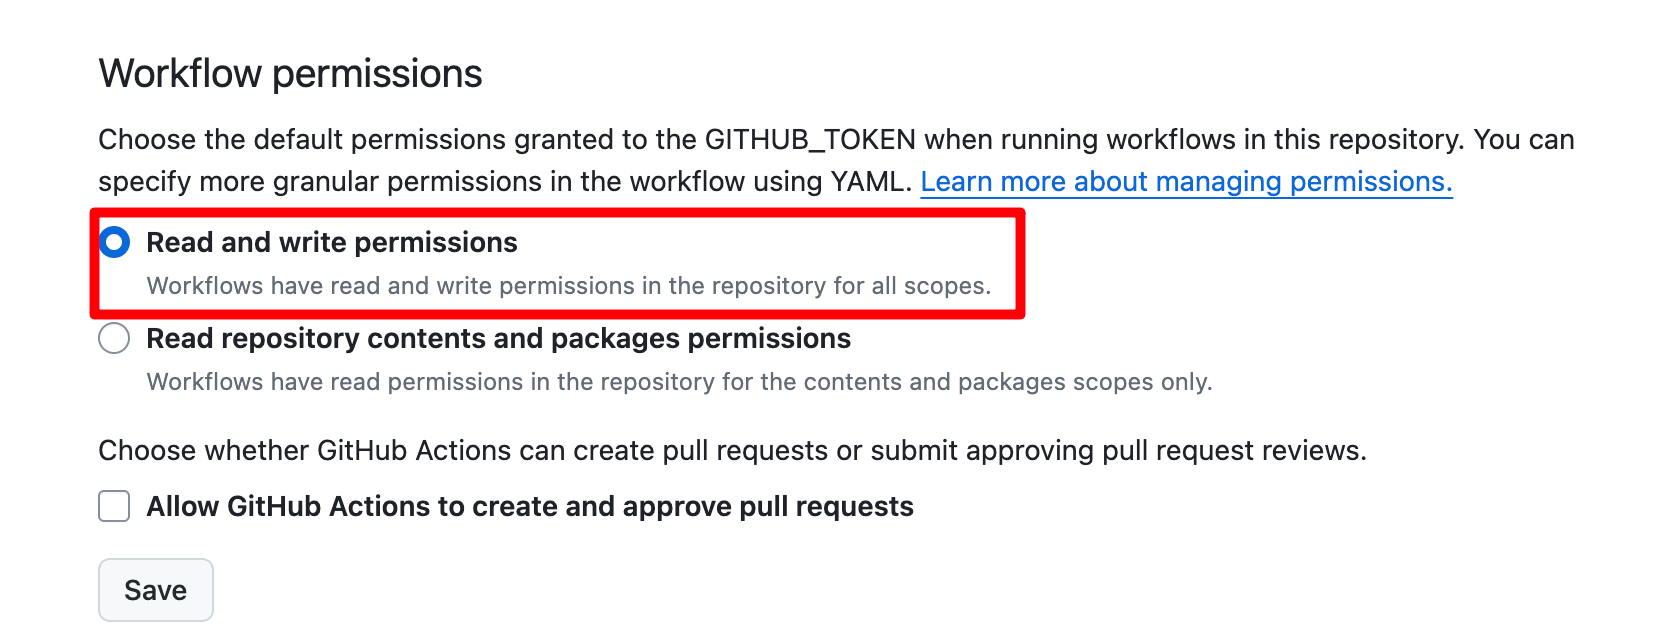 Workflow permissions
Choose the default permissions granted to the GITHUB_TOKEN when running workflows in this repository. You can
specify more granular permissions in the workflow using YAML. Learn more about managing permissions.
Read and write permissions
Workflows have read and write permissions in the repository for all scopes.
Read repository contents and packages permissions
Workflows have read permissions in the repository for the contents and packages scopes only.
Choose whether GitHub Actions can create pull requests or submit approving pull request reviews.
Allow GitHub Actions to create and approve pull requests
Save